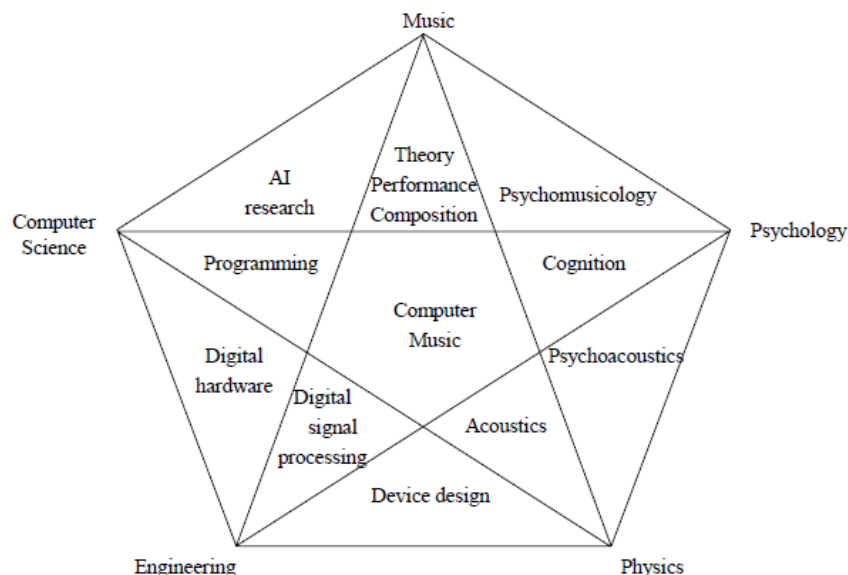 Music
Theory
Performance
Composition
AI
research
Psychomusicology
Computer
Science
Psychology
Programming
Cognition
Computer
Music
Digital
hardware
Psychoacoustics
Digital
signal
processing
Acoustics
Device design
Engineering
Physics